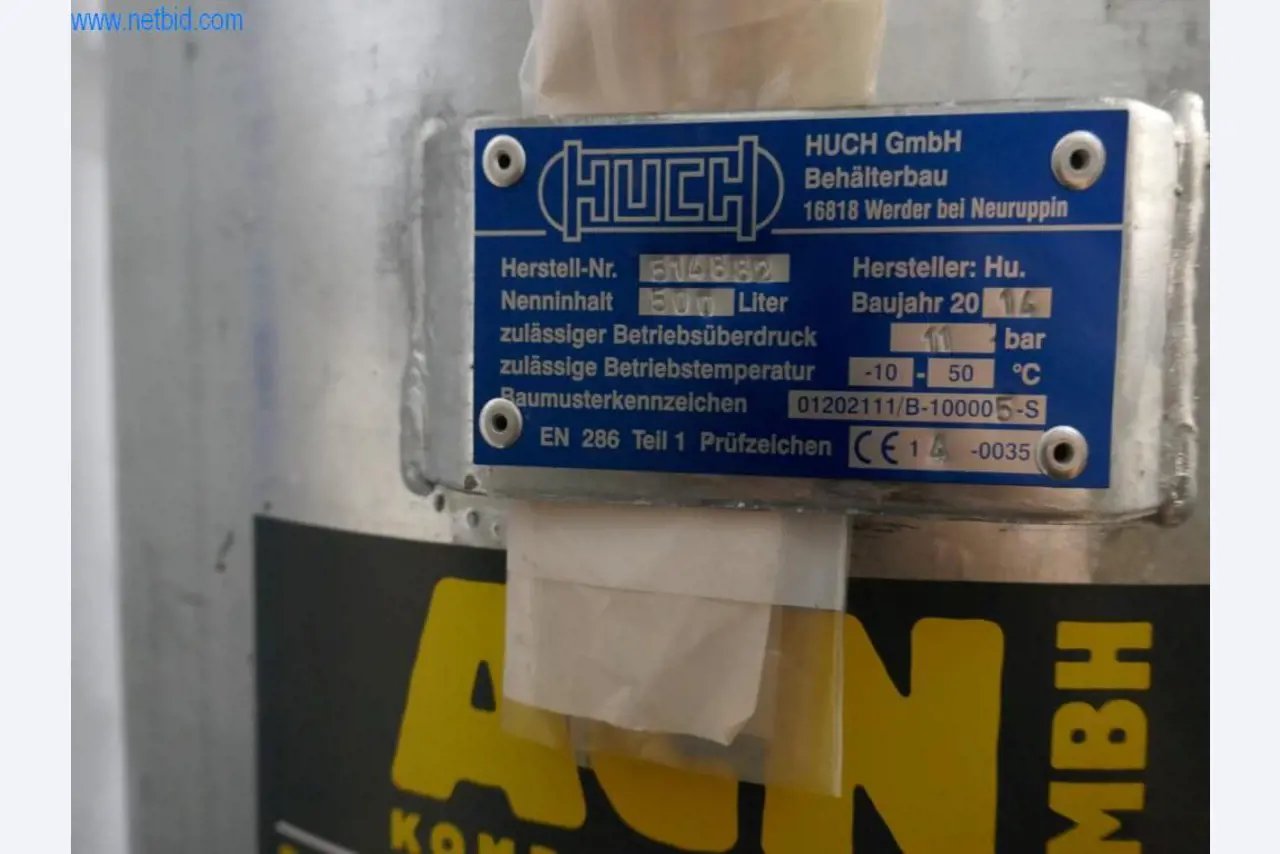 www.netbid.com
HUCH
HUCH GmbH
Behälterbau
16818 Werder bei Neuruppin
Herstell-Nr. 514882
Hersteller: Hu.
Nenninhalt 500 Liter
Baujahr 20 14
zulässiger Betriebsüberdruck 11 bar
zulässige Betriebstemperatur -10 - 50 °C
Baumusterkennzeichen 01202111/B-100005-S
EN 286 Teil 1 Prüfzeichen CE 14 -0035
MBH